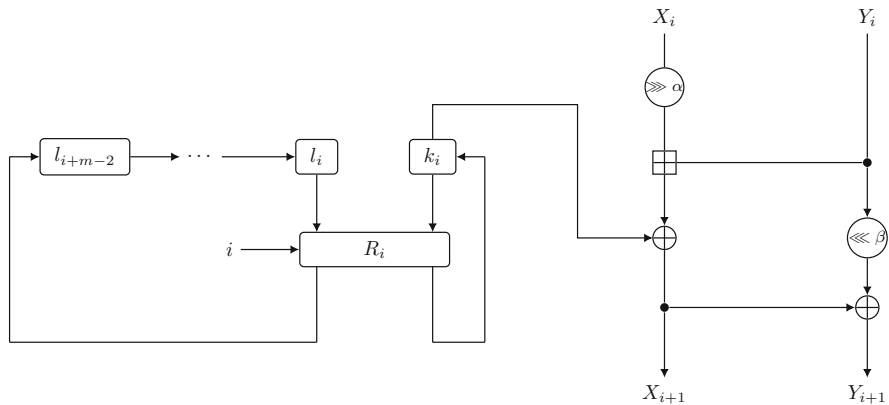 X_i Y_i
⋙ α
l_{i+m−2} ⋯ l_i k_i
i R_i
⋘ β
X_{i+1} Y_{i+1}